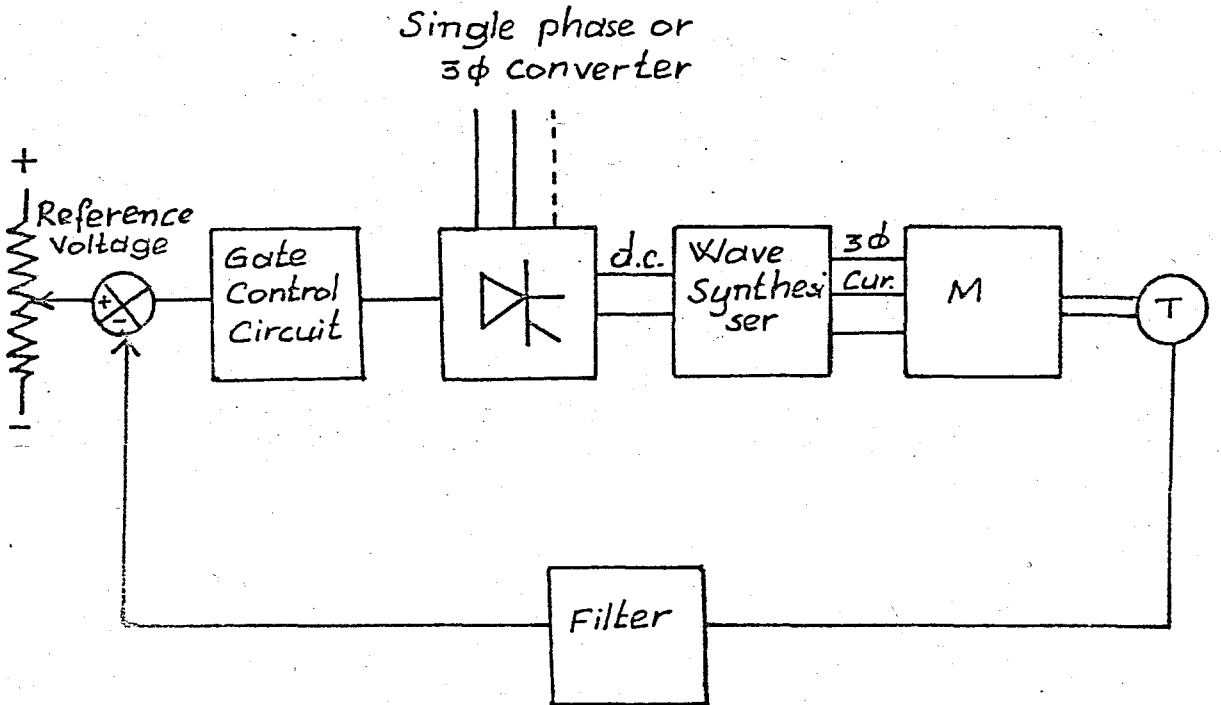 Single phase or
3ϕ converter
+
Reference
Voltage
+
-
Gate
Control
Circuit
d.c.
Wave
Synthesi
ser
3ϕ
Cur.
M
T
-
Filter